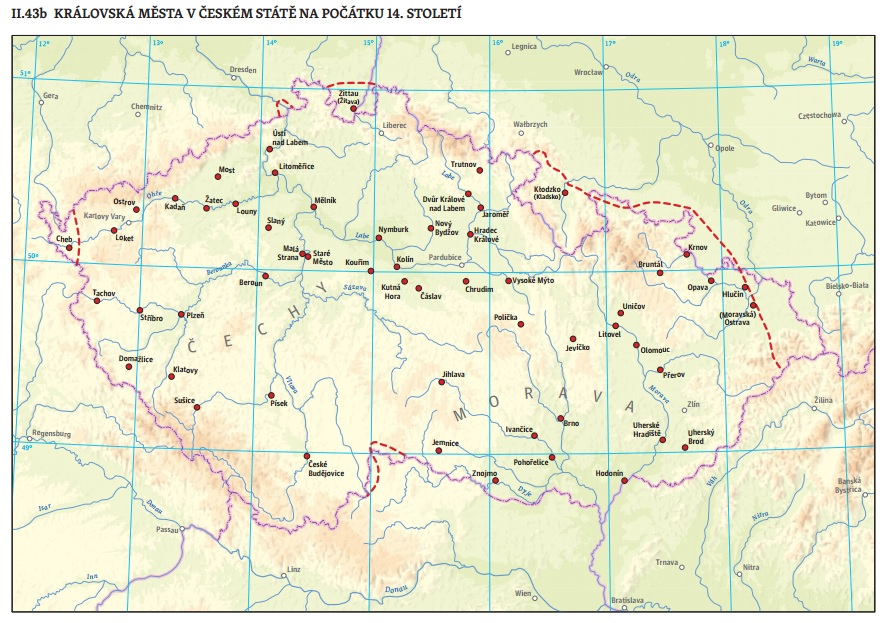 II.43b KRÁLOVSKÁ MĚSTA V ČESKÉM STÁTĚ NA POČÁTKU 14. STOLETÍ
12°
13°
14°
15°
16°
17°
18°
19°
51°
Legnica
Dresden
Wrocław
Odra
Warta
Gera
Chemnitz
Zittau
(Žitava)
Liberec
Wałbrzych
Częstochowa
Ústí
nad Labem
Opole
Most
Litoměřice
Trutnov
Labe
Ostrov
Ohře
Kadaň
Žatec
Louny
Mělník
Dvůr Králové
nad Labem
Jaroměř
Kłodzko
(Kladsko)
Odra
Bytom
Gliwice
Katowice
Karlovy Vary
Loket
Cheb
Slaný
Labe
Nymburk
Nový
Bydžov
Hradec
Králové
50°
Malá
Strana
Staré
Město
Kouřim
Kolín
Pardubice
Krnov
Bruntál
Berounka
Beroun
Sázava
Kutná
Hora
Čáslav
Chrudim
Vysoké Mýto
Opava
Hlučín
Bielsko-Biała
Tachov
Stříbro
Plzeň
Polička
Uničov
Litovel
(Moravská)
Ostrava
ČECHY
Jevíčko
Olomouc
Domažlice
Klatovy
Jihlava
Přerov
Sušice
Písek
Vltava
MORAVA
Morava
Zlín
Žilina
Regensburg
49°
Brno
Ivančice
Uherské
Hradiště
Uherský
Brod
České
Budějovice
Jemnice
Pohořelice
Znojmo
Dyje
Hodonín
Váh
Banská
Bystrica
Isar
Donau
Passau
Nitra
Inn
Linz
Donau
Wien
Trnava
Nitra
Bratislava